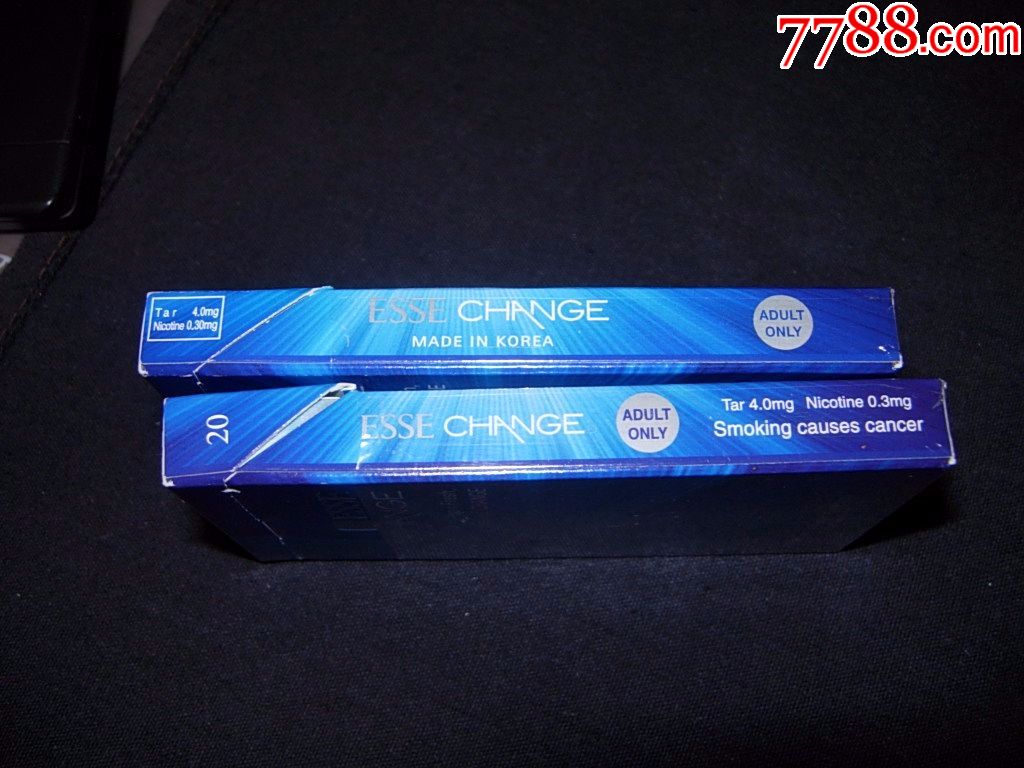 7788.com
Tar 4.0mg
Nicotine 0.30mg
ESSE CHANGE
MADE IN KOREA
ADULT
ONLY
20
ESSE CHANGE
ADULT
ONLY
Tar 4.0mg Nicotine 0.3mg
Smoking causes cancer